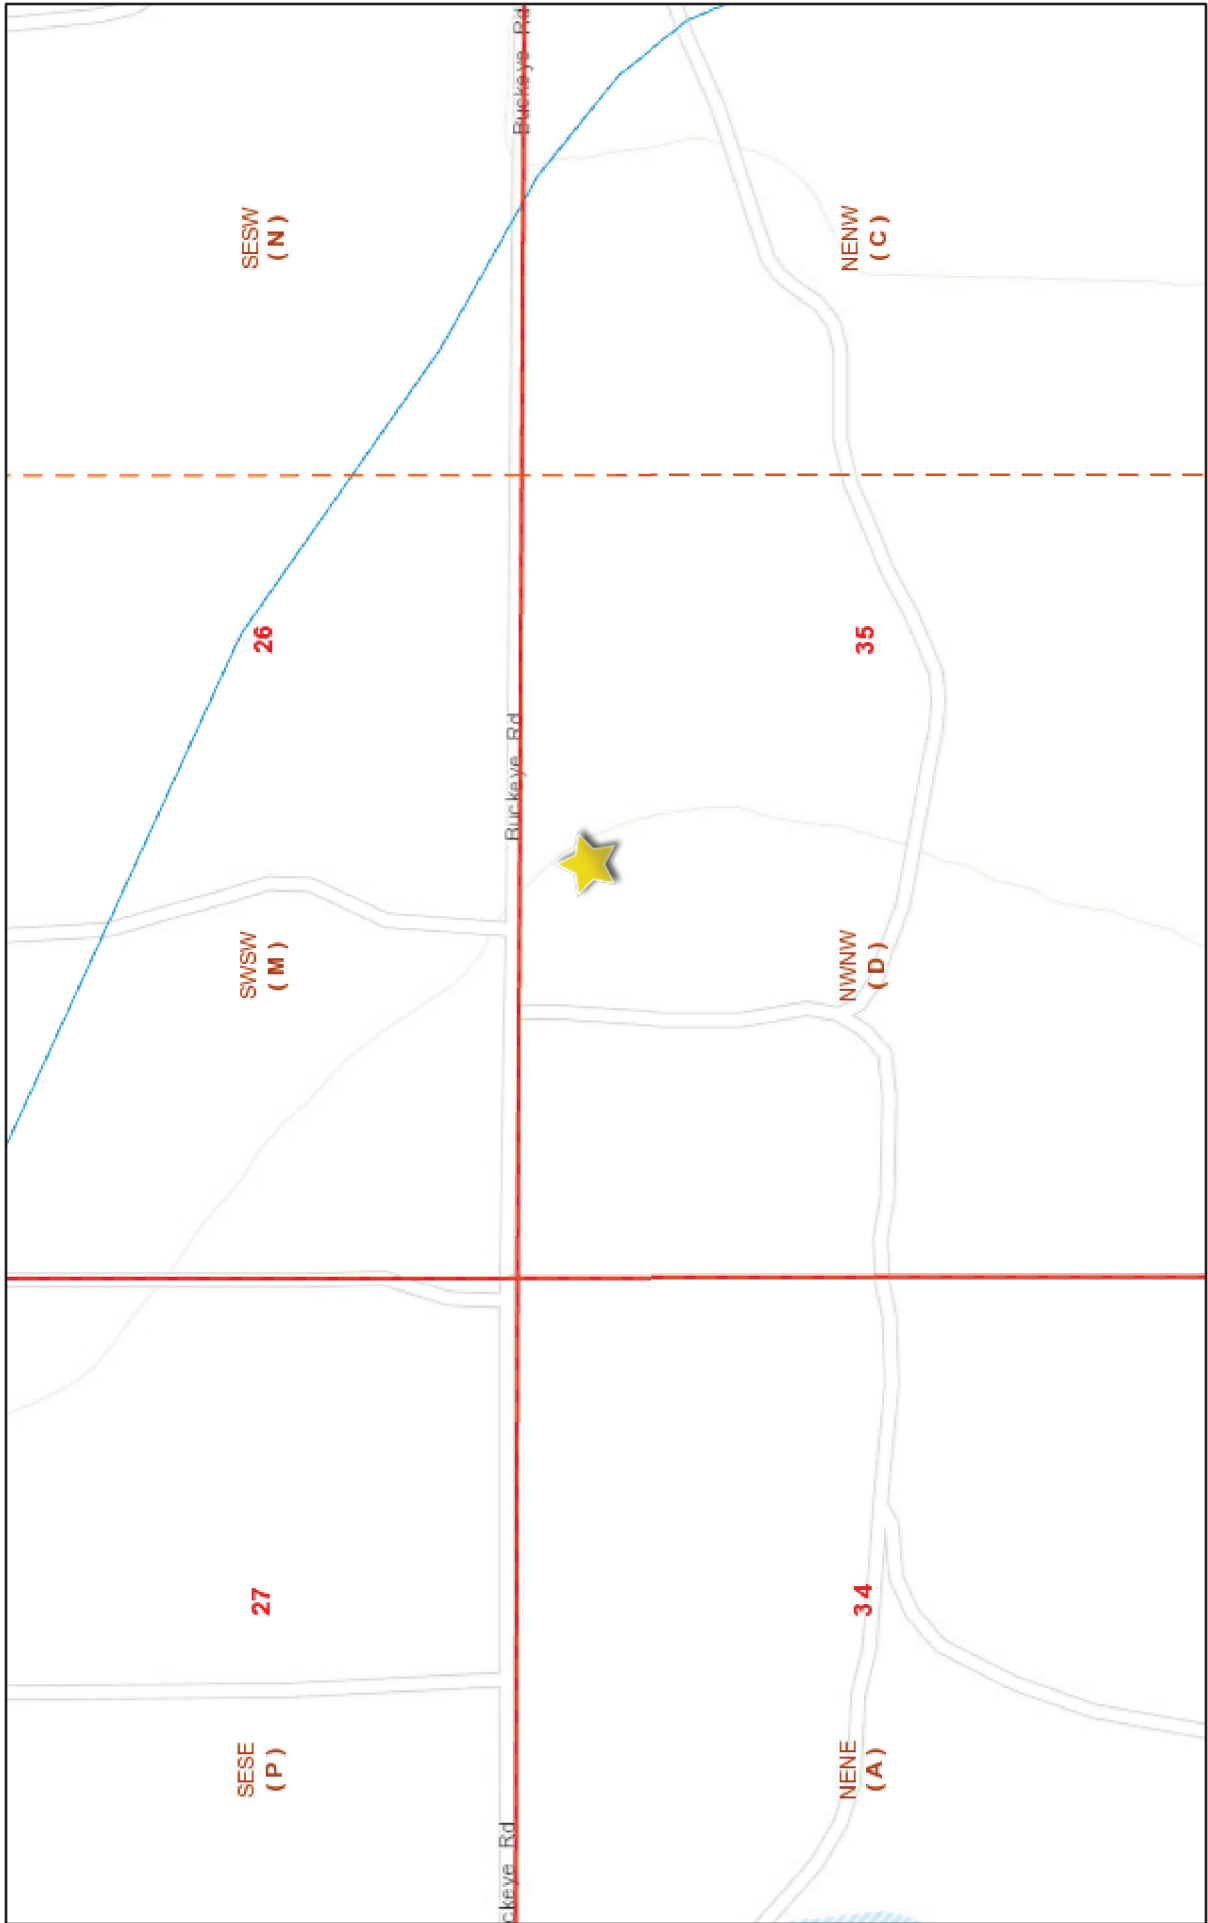 SESE
( P )
27
SWSW
( M )
26
SESW
( N )
ckeye Rd
Buckeye Rd
Buckeye Rd
NENE
( A )
34
NWNW
( D )
35
NENW
( C )